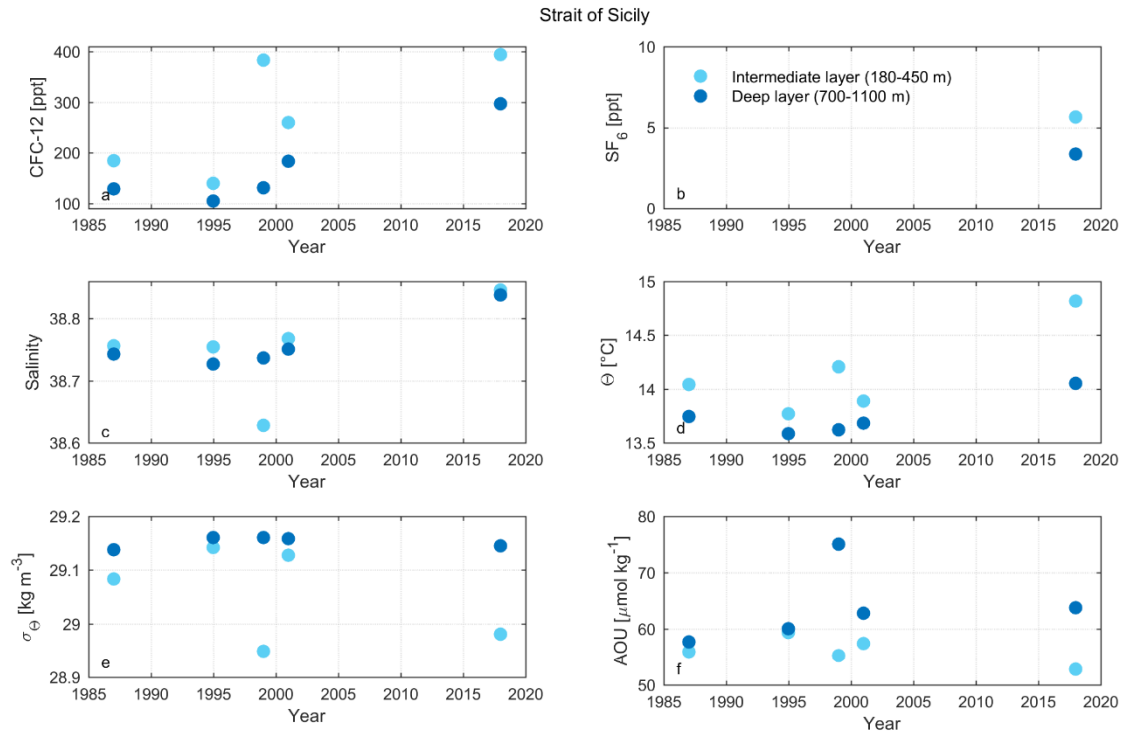 Strait of Sicily
CFC-12 [ppt]
400
300
200
100
a
1985 1990 1995 2000 2005 2010 2015 2020
Year
SF6 [ppt]
10
5
0
Intermediate layer (180-450 m)
Deep layer (700-1100 m)
b
1985 1990 1995 2000 2005 2010 2015 2020
Year
Salinity
38.8
38.7
38.6
c
1985 1990 1995 2000 2005 2010 2015 2020
Year
Θ [°C]
15
14.5
14
13.5
d
1985 1990 1995 2000 2005 2010 2015 2020
Year
σΘ [kg m-3]
29.2
29.1
29
28.9
e
1985 1990 1995 2000 2005 2010 2015 2020
Year
AOU [μmol kg-1]
80
70
60
50
f
1985 1990 1995 2000 2005 2010 2015 2020
Year